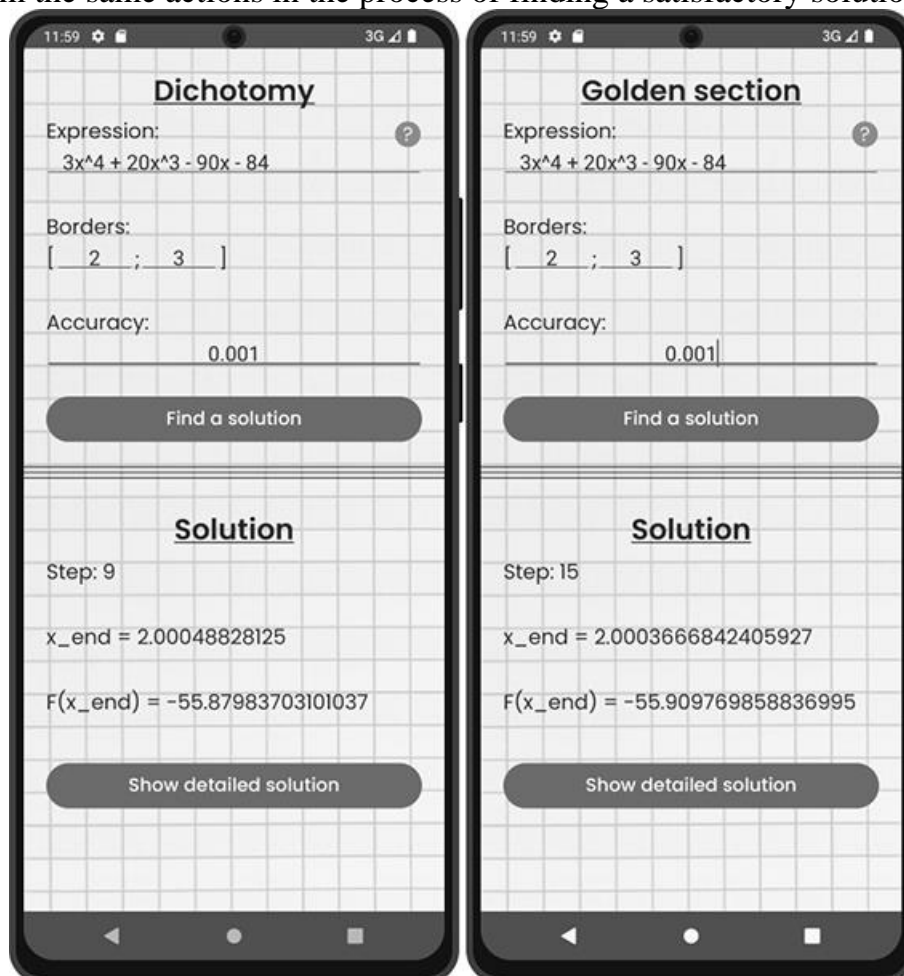 m the same actions in the process of finding a satisfactory solutio
11:59 3G
Dichotomy
Expression:
?
3x^4 + 20x^3 - 90x - 84
Borders:
[ 2 ; 3 ]
Accuracy:
0.001
Find a solution
Solution
Step: 9
x_end = 2.00048828125
F(x_end) = -55.87983703101037
Show detailed solution
11:59 3G
Golden section
Expression:
?
3x^4 + 20x^3 - 90x - 84
Borders:
[ 2 ; 3 ]
Accuracy:
0.001
Find a solution
Solution
Step: 15
x_end = 2.0003666842405927
F(x_end) = -55.909769858836995
Show detailed solution